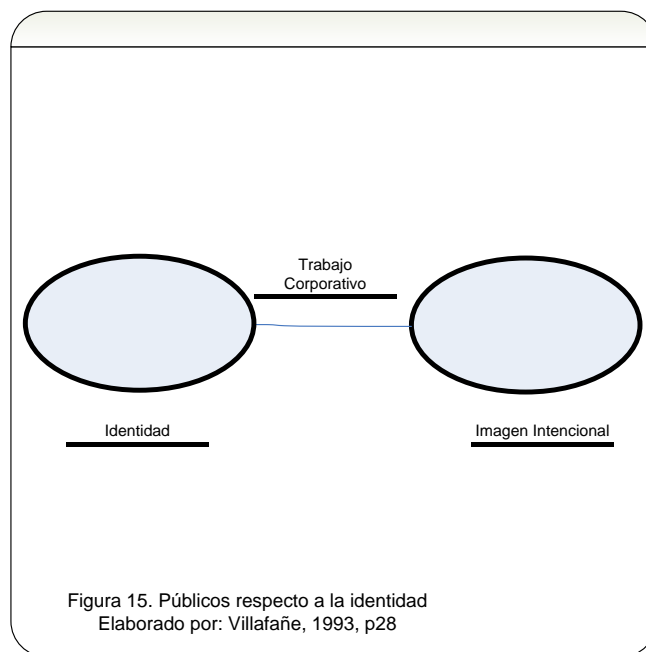 Trabajo
Corporativo
Identidad
Imagen Intencional
Figura 15. Públicos respecto a la identidad
Elaborado por: Villafañe, 1993, p28